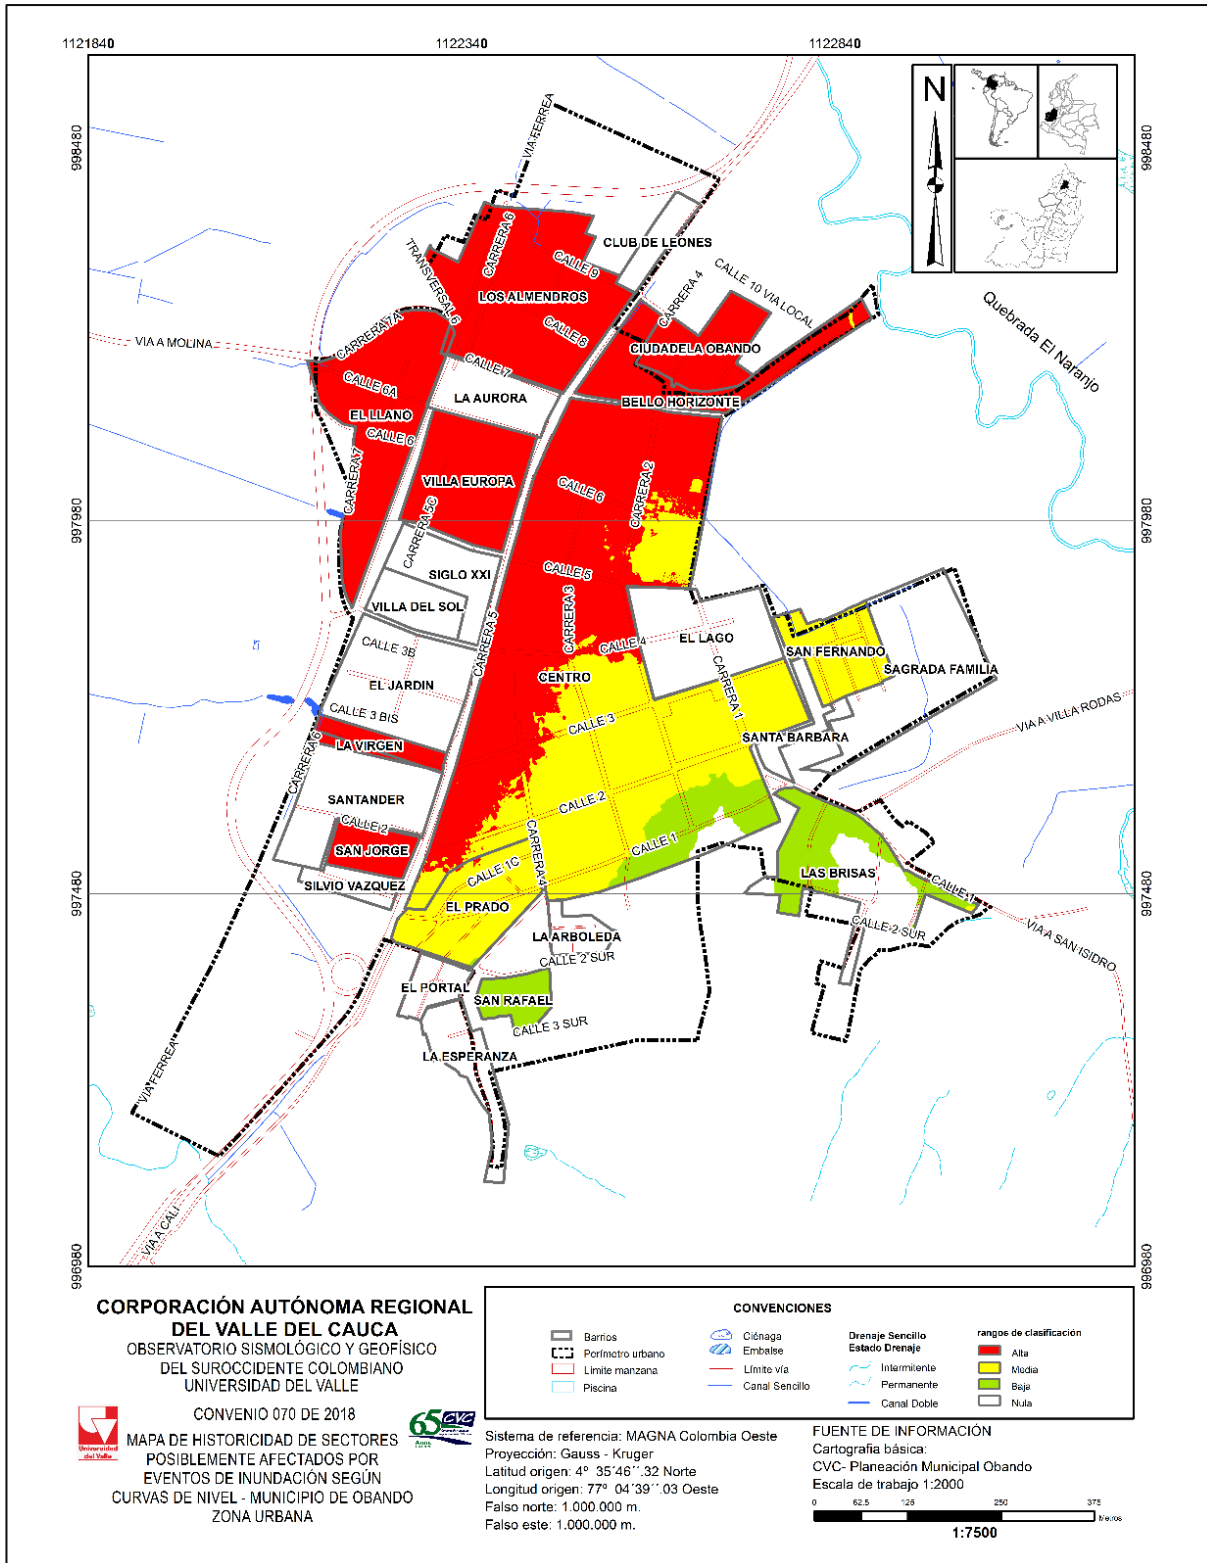 1121840
1122340
1122840
998480
998480
N
VIA FERREA
CARRERA 6
CLUB DE LEONES
TRANSVERSAL 6
CALLE 9
CALLE 10 VIA LOCAL
CARRERA 4
LOS ALMENDROS
Quebrada El Naranjo
CARRERA 7A
VIA A MOLINA
CALLE 8
CIUDADELA OBANDO
CALLE 7
CALLE 6A
LA AURORA
BELLO HORIZONTE
EL LLANO
CALLE 6
CARRERA 7
VILLA EUROPA
CALLE 6
CARRERA 2
997980
997980
CARRERA 5C
SIGLO XXI
CALLE 5
VILLA DEL SOL
CARRERA 3
CARRERA 5
CALLE 3B
CALLE 4
EL LAGO
SAN FERNANDO
SAGRADA FAMILIA
EL JARDIN
CENTRO
CARRERA 1
CALLE 3 BIS
CALLE 3
VIA A VILLA RODAS
LA VIRGEN
SANTA BARBARA
CARRERA 6
SANTANDER
CALLE 2
CALLE 2
CALLE 1
SAN JORGE
CARRERA 4
CALLE 1C
LAS BRISAS
SILVIO VAZQUEZ
CALLE 1
997480
997480
EL PRADO
CALLE 2 SUR
LA ARBOLEDA
VIA A SAN ISIDRO
CALLE 2 SUR
EL PORTAL
SAN RAFAEL
CALLE 3 SUR
LA ESPERANZA
VIA FERREA
VIA A CALI
996980
996980
CORPORACIÓN AUTÓNOMA REGIONAL
DEL VALLE DEL CAUCA
OBSERVATORIO SISMOLÓGICO Y GEOFÍSICO
DEL SUROCCIDENTE COLOMBIANO
UNIVERSIDAD DEL VALLE
CONVENIO 070 DE 2018
Universidad
del Valle
65
CVC
MAPA DE HISTORICIDAD DE SECTORES
POSIBLEMENTE AFECTADOS POR
EVENTOS DE INUNDACIÓN SEGÚN
CURVAS DE NIVEL - MUNICIPIO DE OBANDO
ZONA URBANA
CONVENCIONES
Barrios
Perímetro urbano
Limite manzana
Piscina
Ciénaga
Embalse
Límite vía
Canal Sencillo
Drenaje Sencillo
Estado Drenaje
Intermitente
Permanente
Canal Doble
rangos de clasificación
Alta
Media
Baja
Nula
Sistema de referencia: MAGNA Colombia Oeste
Proyección: Gauss - Kruger
Latitud origen: 4º 35´46´´.32 Norte
Longitud origen: 77º 04´39´´.03 Oeste
Falso norte: 1.000.000 m.
Falso este: 1.000.000 m.
FUENTE DE INFORMACIÓN
Cartografia básica:
CVC- Planeación Municipal Obando
Escala de trabajo 1:2000
0 62.5 125 250 375
Metros
1:7500